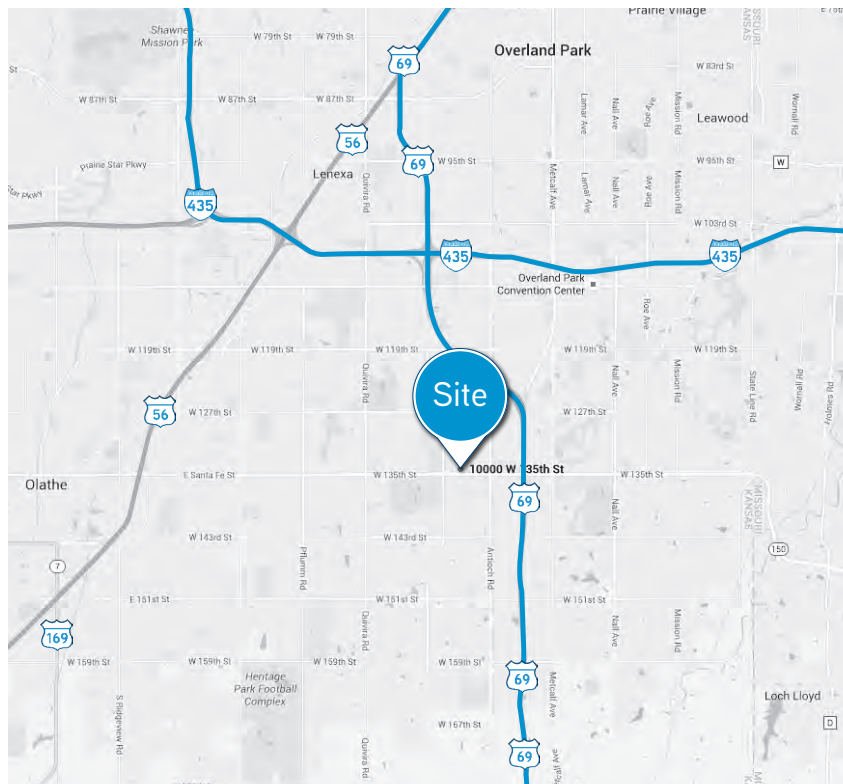 Prairie Village
MISSOURI
KANSAS
E 75th
Shawnee
Mission Park
W 79th St
W 79th St
69
Overland Park
W 83rd St
St
W 87th St
W 87th St
W 87th St
Lamar Ave
Nall Ave
Roe Ave
Mission Rd
Wornall Rd
Leawood
56
69
W 95th St
W 95th St
W
Prairie Star Pkwy
Star Pkwy
Lenexa
Quivira Rd
Metcalf Ave
Lamar Ave
Nall Ave
Roe Ave
Mission Rd
435
W 103rd St
435
435
Overland Park
Convention Center
Roe Ave
W 119th St
W 119th St
W 119th St
W 119th St
W 119th St
Quivira Rd
Nall Ave
Mission Rd
State Line Rd
Wornall Rd
Holmes Rd
Site
56
W 127th St
W 127th St
10000 W 135th St
E Santa Fe St
W 135th St
W 135th St
Olathe
69
Nall Ave
MISSOURI
KANSAS
W 143rd St
W 143rd St
150
7
Pflumm Rd
Antioch Rd
E 151st St
W 151st St
W 151st St
Quivira Rd
Nall Ave
Mission Rd
169
W 159th St
W 159th St
W 159th St
69
Heritage
Park Football
Complex
Metcalf Ave
S Ridgeview Rd
Loch Lloyd
W 167th St
D
Quivira Rd
69